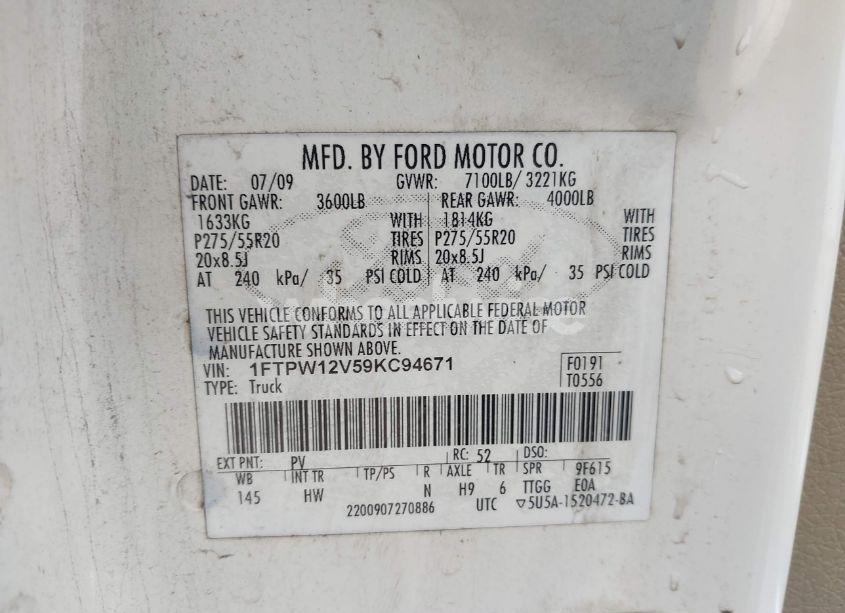 MFD. BY FORD MOTOR CO.
DATE: 07/09 GVWR: 7100LB/ 3221KG
FRONT GAWR: 3600LB REAR GAWR: 4000LB
1633KG WITH 1814KG WITH
P275/55R20 TIRES P275/55R20 TIRES
20x8.5J RIMS 20x8.5J RIMS
AT 240 kPa/ 35 PSI COLD AT 240 kPa/ 35 PSI COLD
THIS VEHICLE CONFORMS TO ALL APPLICABLE FEDERAL MOTOR
VEHICLE SAFETY STANDARDS IN EFFECT ON THE DATE OF
MANUFACTURE SHOWN ABOVE.
VIN: 1FTPW12V59KC94671 F0191
TYPE: Truck T0556
EXT PNT: PV RC: 52 DSO:
WB INT TR TP/PS R AXLE TR SPR 9F615
145 HW N H9 6 TTGG E0A
2200907270886 UTC ▽5U5A-1520472-BA